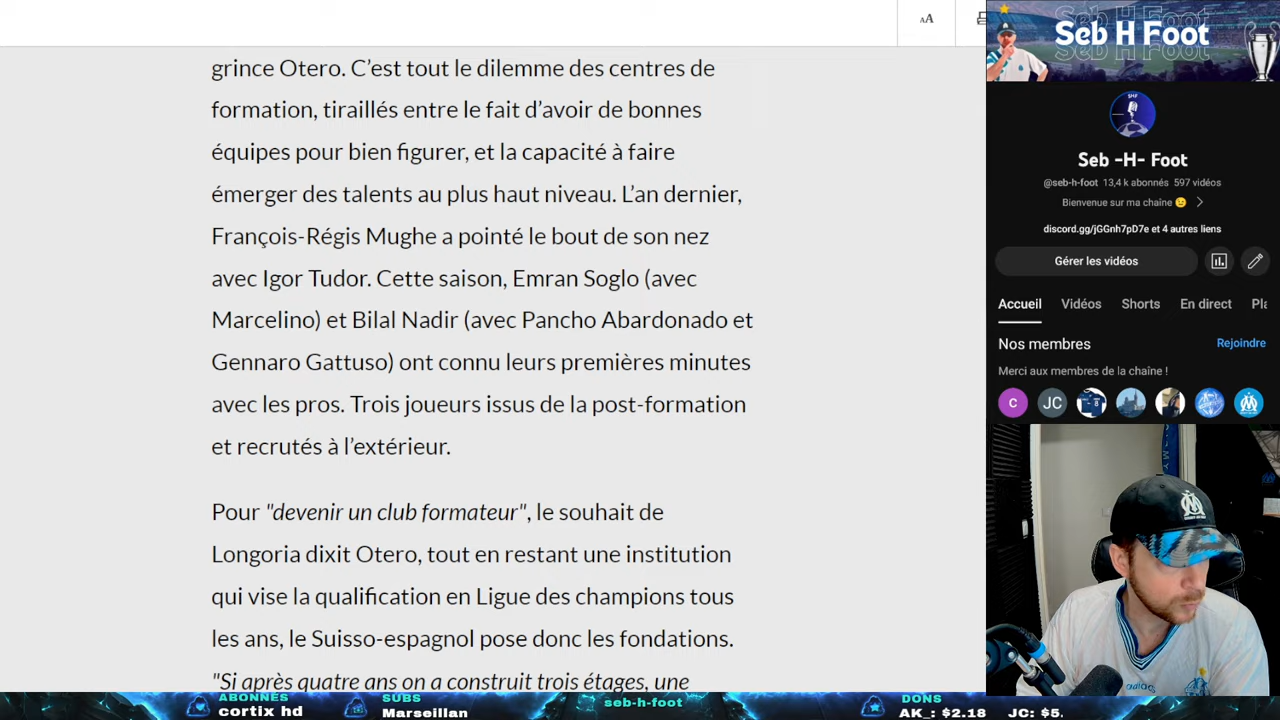 AA
grince Otero. C'est tout le dilemme des centres de
formation, tiraillés entre le fait d'avoir de bonnes
équipes pour bien figurer, et la capacité à faire
émerger des talents au plus haut niveau. L'an dernier,
François-Régis Mughe a pointé le bout de son nez
avec Igor Tudor. Cette saison, Emran Soglo (avec
Marcelino) et Bilal Nadir (avec Pancho Abardonado et
Gennaro Gattuso) ont connu leurs premières minutes
avec les pros. Trois joueurs issus de la post-formation
et recrutés à l'extérieur.
Pour "devenir un club formateur", le souhait de
Longoria dixit Otero, tout en restant une institution
qui vise la qualification en Ligue des champions tous
les ans, le Suisso-espagnol pose donc les fondations.
"Si après quatre ans on a construit trois étages, une
Seb H Foot
Seb H Foot
Seb H Foot
SHF
Seb -H- Foot
@seb-h-foot 13,4 k abonnés 597 vidéos
Bienvenue sur ma chaîne 😉 >
discord.gg/jGGnh7pD7e et 4 autres liens
Gérer les vidéos
Accueil Vidéos Shorts En direct Pla
Nos membres Rejoindre
Merci aux membres de la chaîne !
C JC
ABONNÉS
cortix hd
SUBS
Marseillan
seb-h-foot
DONS
AK_: $2.18 JC: $5.